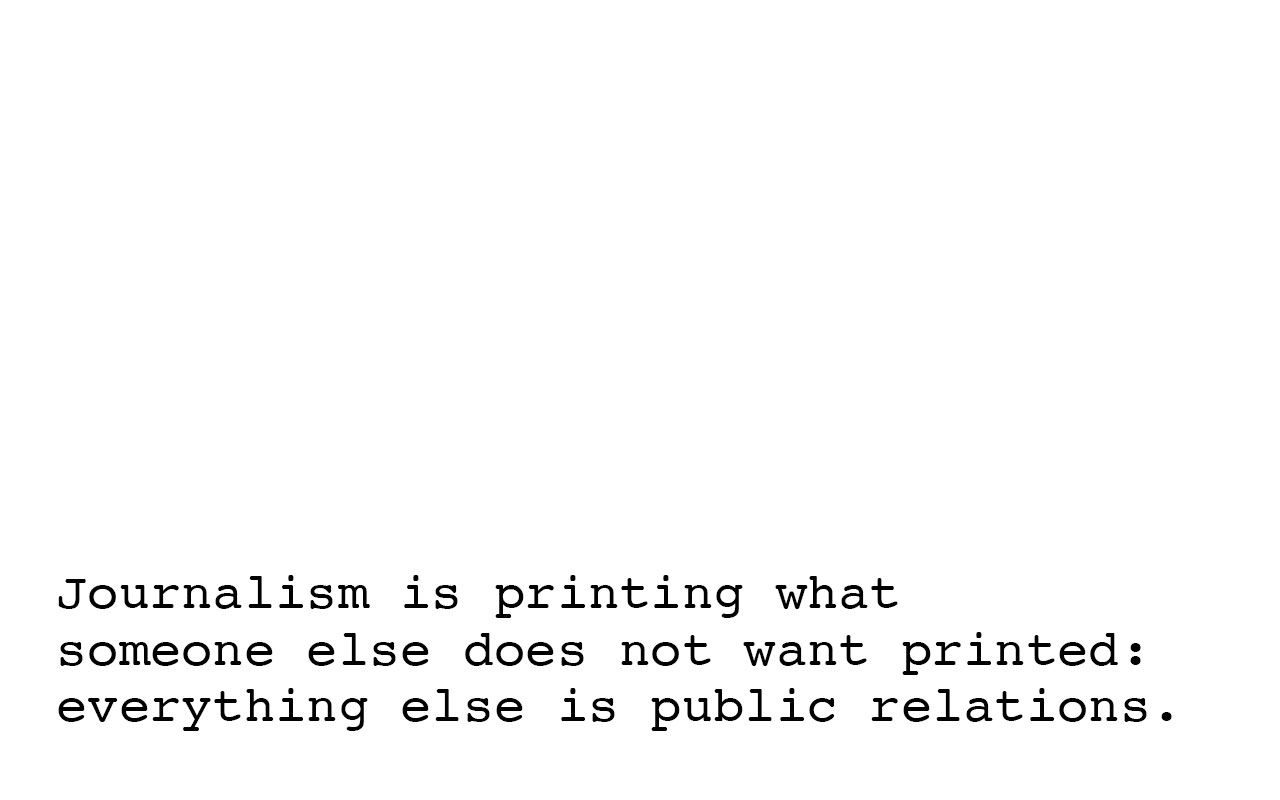 Journalism is printing what
someone else does not want printed:
everything else is public relations.